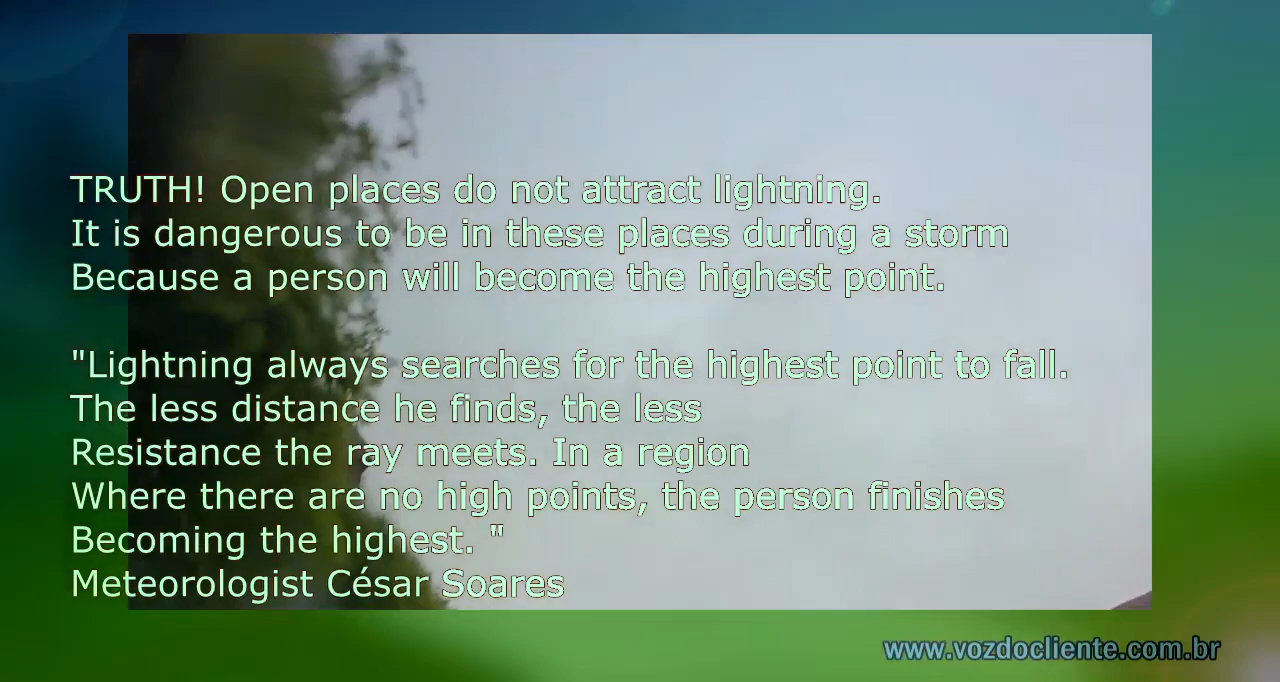 TRUTH! Open places do not attract lightning.
It is dangerous to be in these places during a storm
Because a person will become the highest point.
"Lightning always searches for the highest point to fall.
The less distance he finds, the less
Resistance the ray meets. In a region
Where there are no high points, the person finishes
Becoming the highest. "
Meteorologist César Soares
www.vozdocliente.com.br